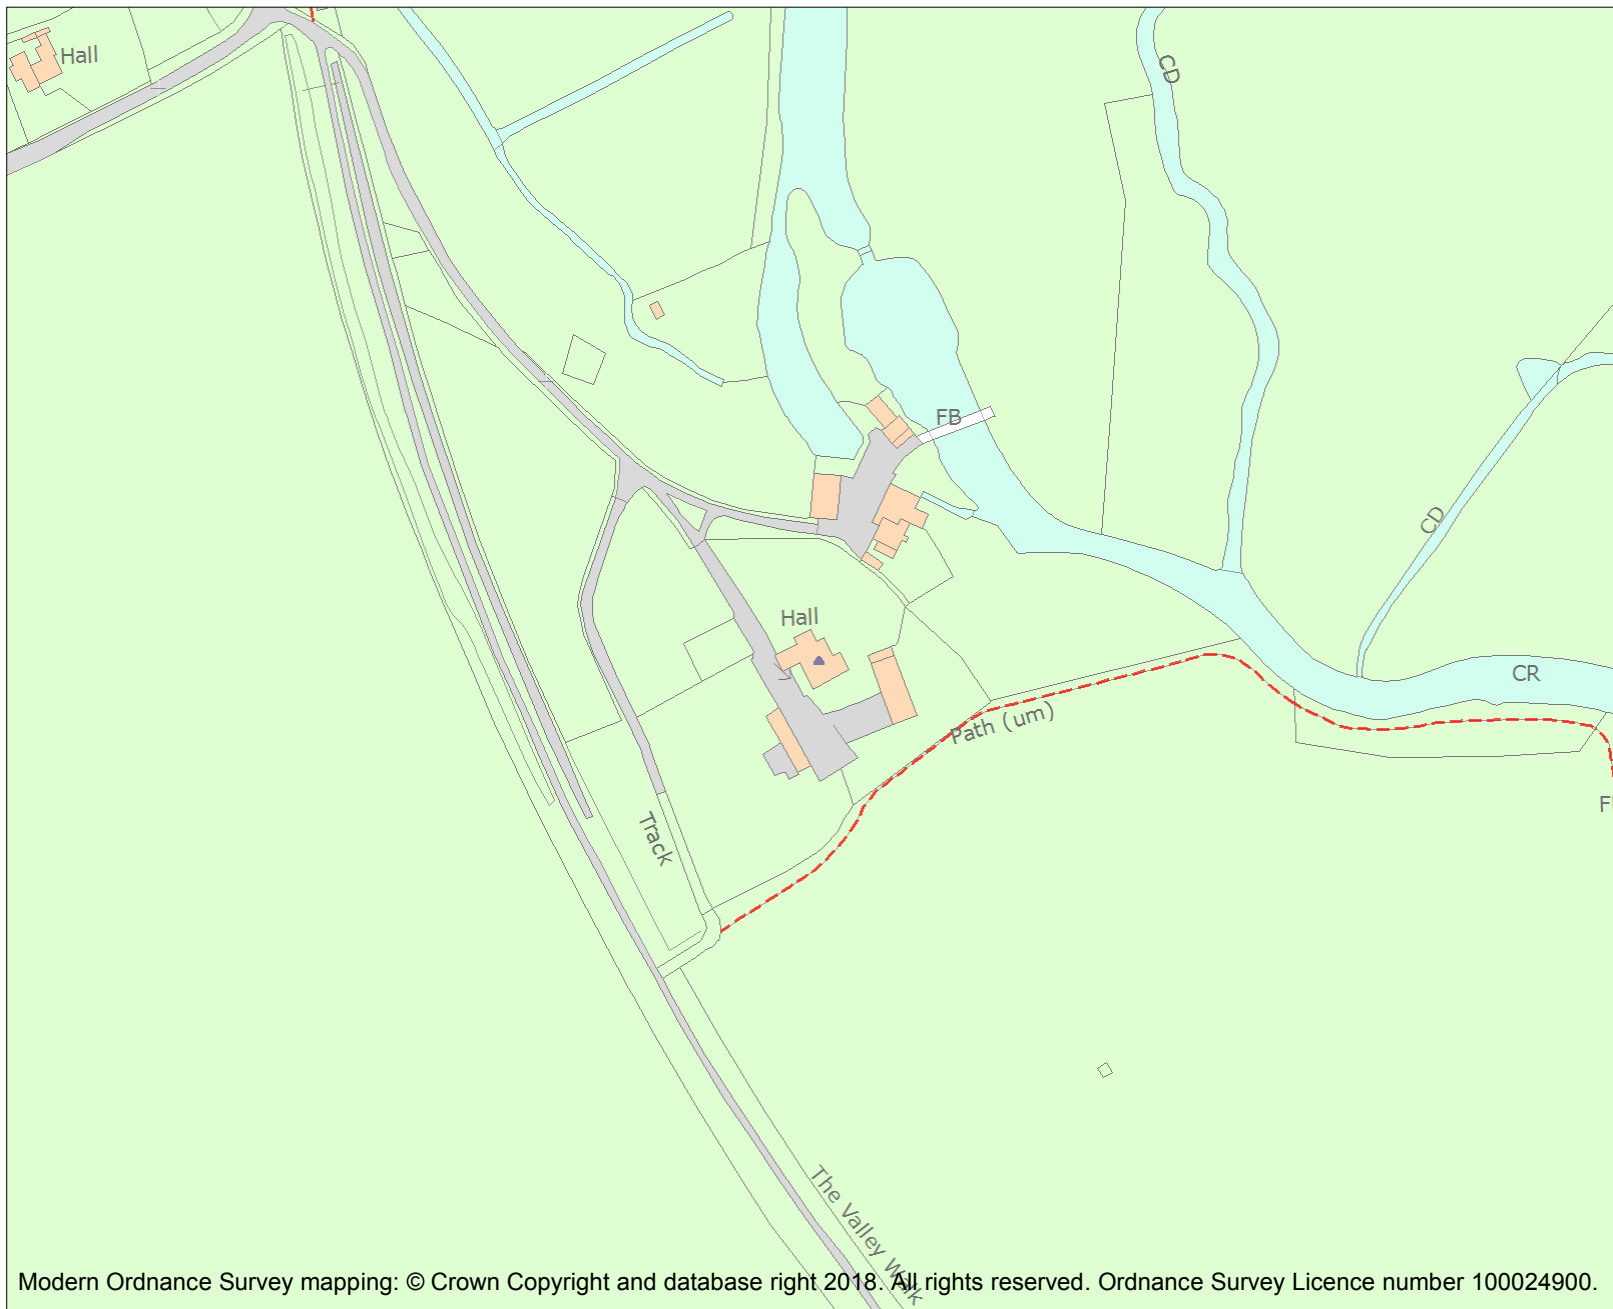 Hall
CD
FB
CD
Hall
CR
Path (um)
Track
The Valley Walk
Modern Ordnance Survey mapping: © Crown Copyright and database right 2018. All rights reserved. Ordnance Survey Licence number 100024900.